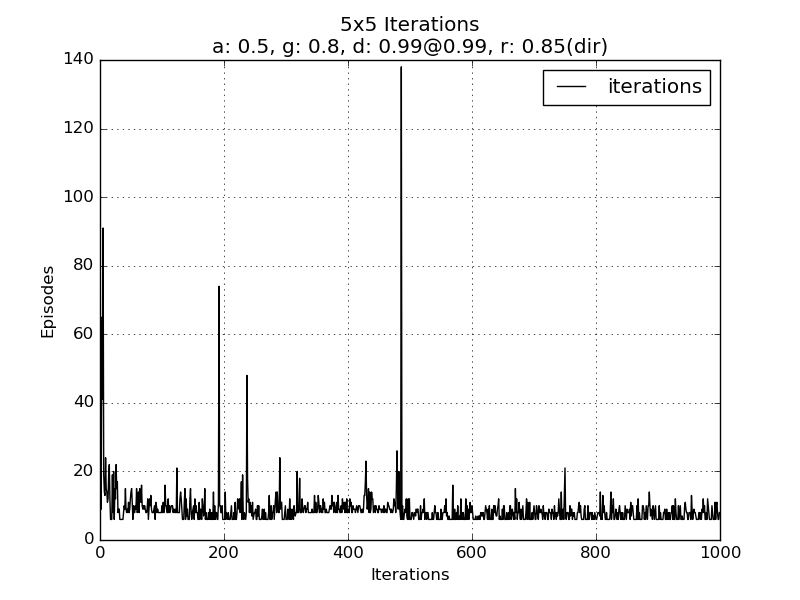 5x5 Iterations
a: 0.5, g: 0.8, d: 0.99@0.99, r: 0.85(dir)
iterations
140
120
100
80
60
40
20
0
Episodes
0 200 400 600 800 1000
Iterations